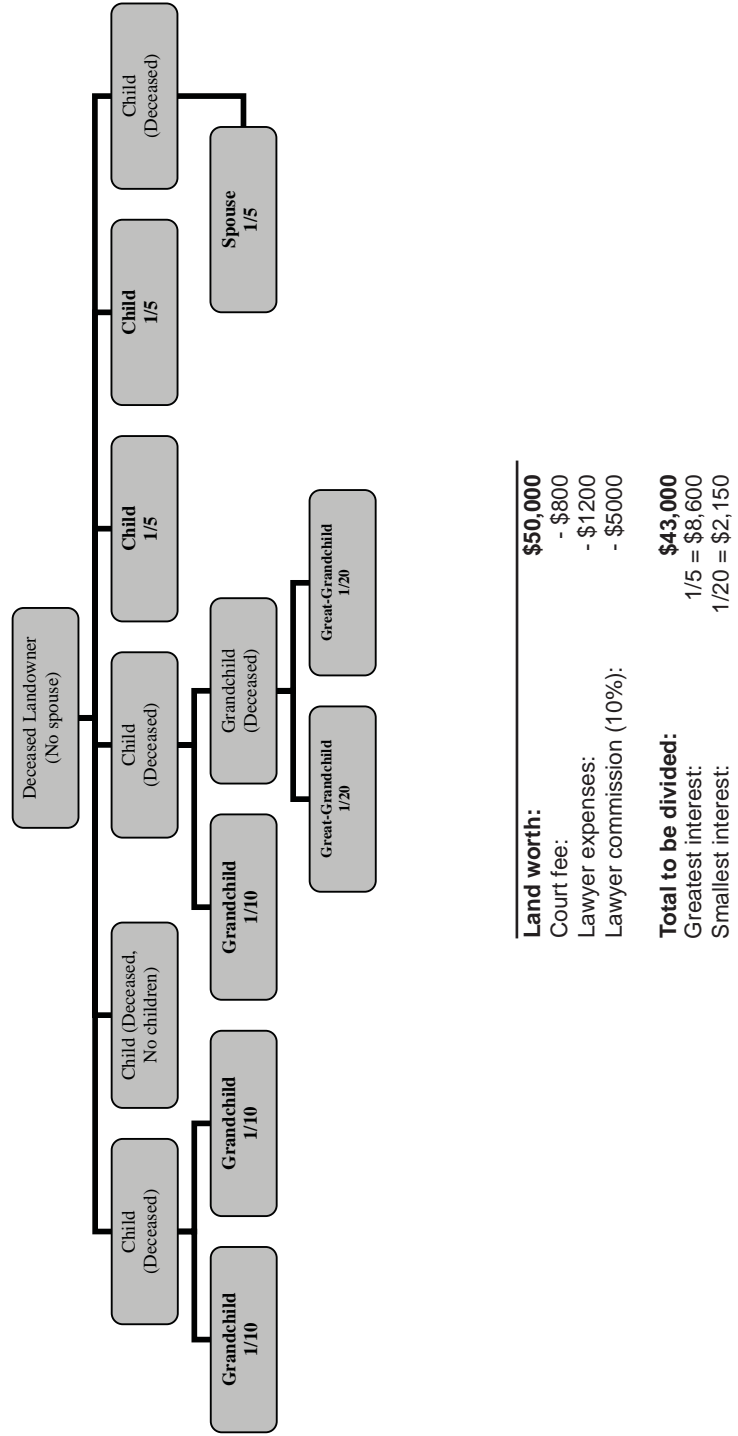 Deceased Landowner
(No spouse)
Child
(Deceased)
Child (Deceased,
No children)
Child
(Deceased)
Child
1/5
Child
1/5
Child
(Deceased)
Grandchild
1/10
Grandchild
1/10
Grandchild
1/10
Grandchild
(Deceased)
Spouse
1/5
Great-Grandchild
1/20
Great-Grandchild
1/20
Land worth: $50,000
Court fee: - $800
Lawyer expenses: - $1200
Lawyer commission (10%): - $5000
Total to be divided: $43,000
Greatest interest: 1/5 = $8,600
Smallest interest: 1/20 = $2,150